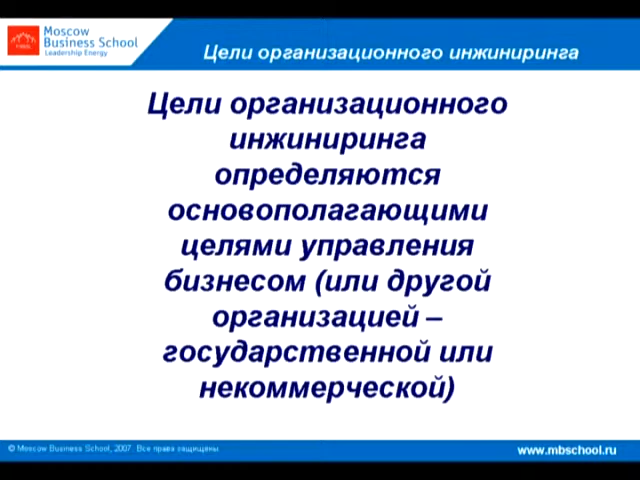 Moscow
Business School
Leadership Energy
Цели организационного инжиниринга
Цели организационного
инжиниринга
определяются
основополагающими
целями управления
бизнесом (или другой
организацией –
государственной или
некоммерческой)
© Moscow Business School, 2007. Все права защищены
www.mbschool.ru